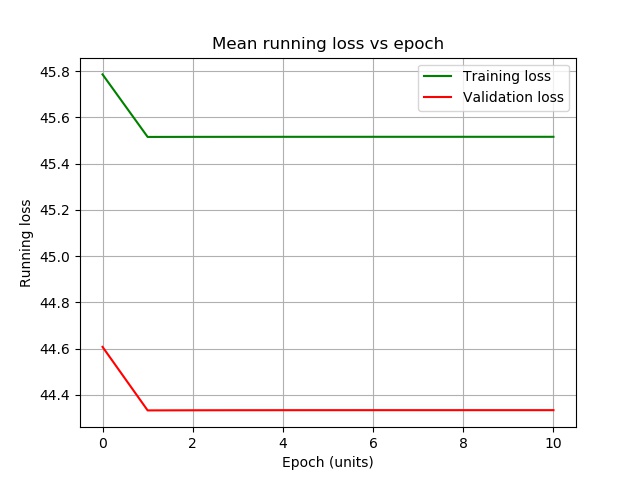 Mean running loss vs epoch
Training loss
Validation loss
45.8
45.6
45.4
45.2
45.0
44.8
44.6
44.4
Running loss
0 2 4 6 8 10
Epoch (units)